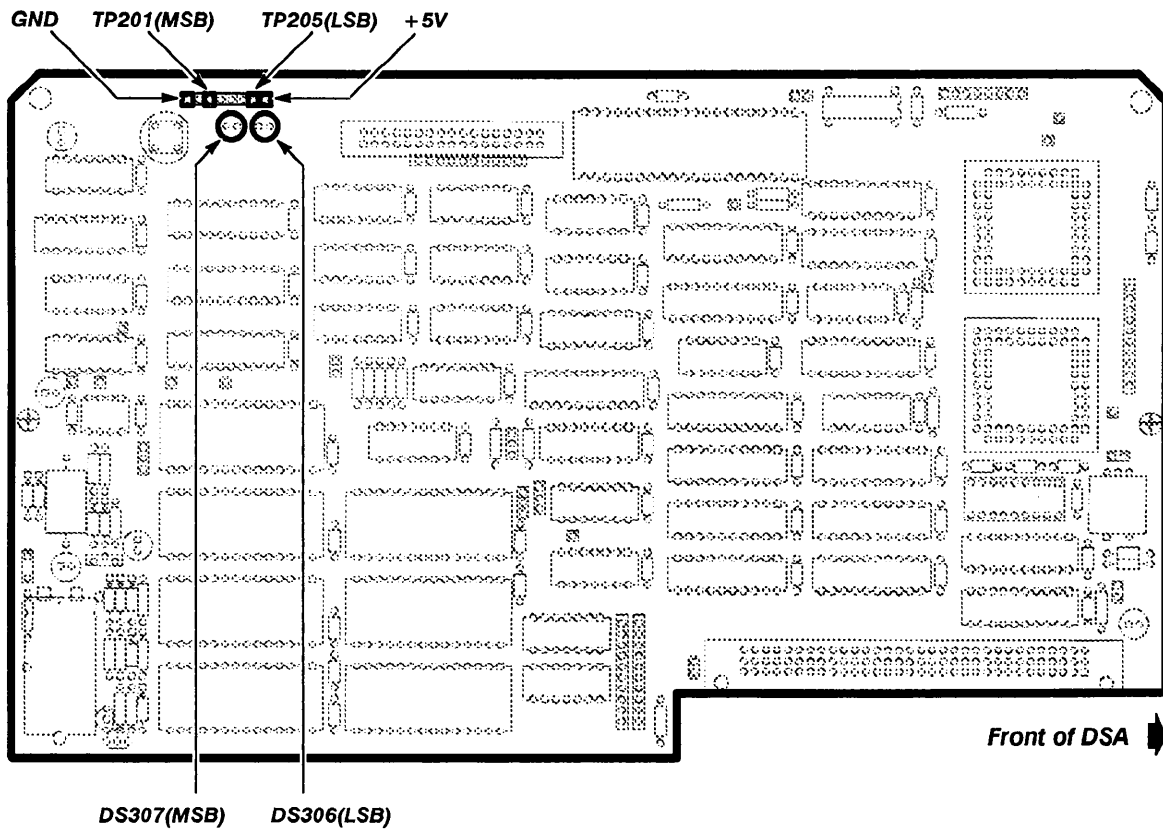 GND TP201(MSB) TP205(LSB) +5V
Front of DSA
DS307(MSB) DS306(LSB)